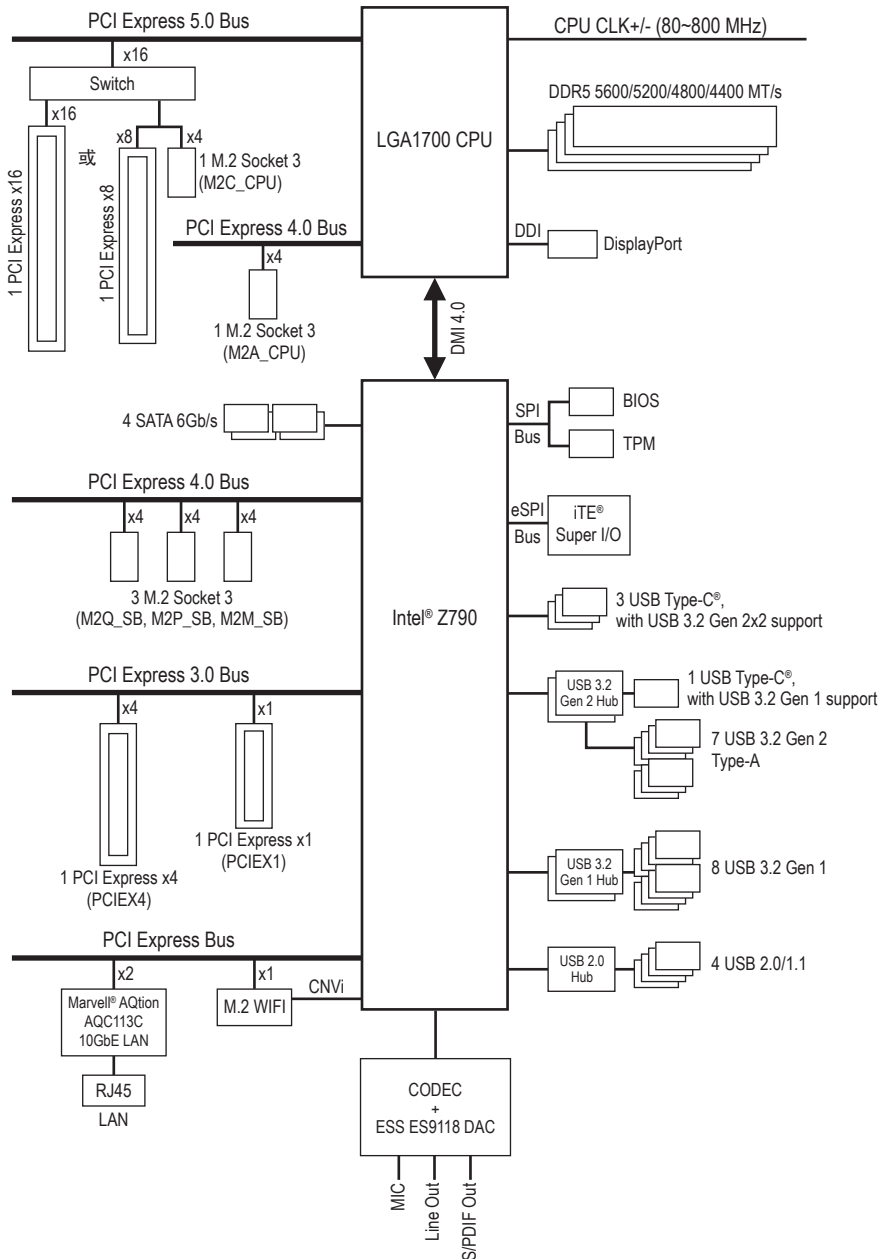 PCI Express 5.0 Bus
CPU CLK+/- (80~800 MHz)
x16
Switch
DDR5 5600/5200/4800/4400 MT/s
x16
x8
x4
或
LGA1700 CPU
1 M.2 Socket 3
(M2C_CPU)
1 PCI Express x16
1 PCI Express x8
PCI Express 4.0 Bus
DDI
DisplayPort
x4
1 M.2 Socket 3
(M2A_CPU)
DMI 4.0
4 SATA 6Gb/s
SPI
Bus
BIOS
TPM
PCI Express 4.0 Bus
x4
x4
x4
eSPI
Bus
iTE®
Super I/O
3 M.2 Socket 3
(M2Q_SB, M2P_SB, M2M_SB)
Intel® Z790
3 USB Type-C®,
with USB 3.2 Gen 2x2 support
PCI Express 3.0 Bus
x4
x1
USB 3.2
Gen 2 Hub
1 USB Type-C®,
with USB 3.2 Gen 1 support
7 USB 3.2 Gen 2
Type-A
1 PCI Express x1
(PCIEX1)
1 PCI Express x4
(PCIEX4)
USB 3.2
Gen 1 Hub
8 USB 3.2 Gen 1
PCI Express Bus
x2
x1
USB 2.0
Hub
4 USB 2.0/1.1
Marvell® AQtion
AQC113C
10GbE LAN
M.2 WIFI
CNVi
RJ45
LAN
CODEC
+
ESS ES9118 DAC
MIC
Line Out
S/PDIF Out